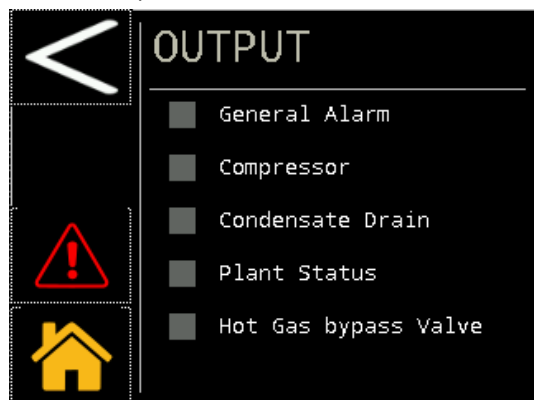 OUTPUT
General Alarm
Compressor
Condensate Drain
Plant Status
Hot Gas bypass Valve